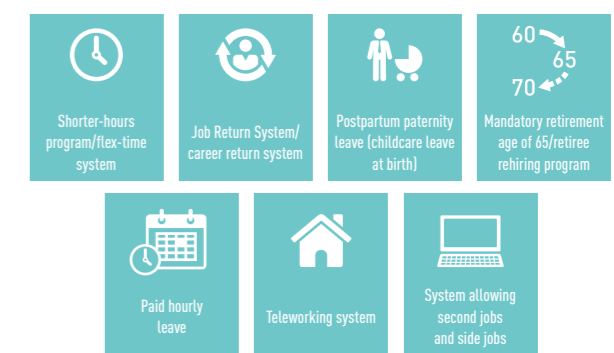 Shorter-hours
program/flex-time
system
Job Return System/
career return system
Postpartum paternity
leave (childcare leave
at birth)
60
65
70
Mandatory retirement
age of 65/retiree
rehiring program
Paid hourly
leave
Teleworking system
System allowing
second jobs
and side jobs